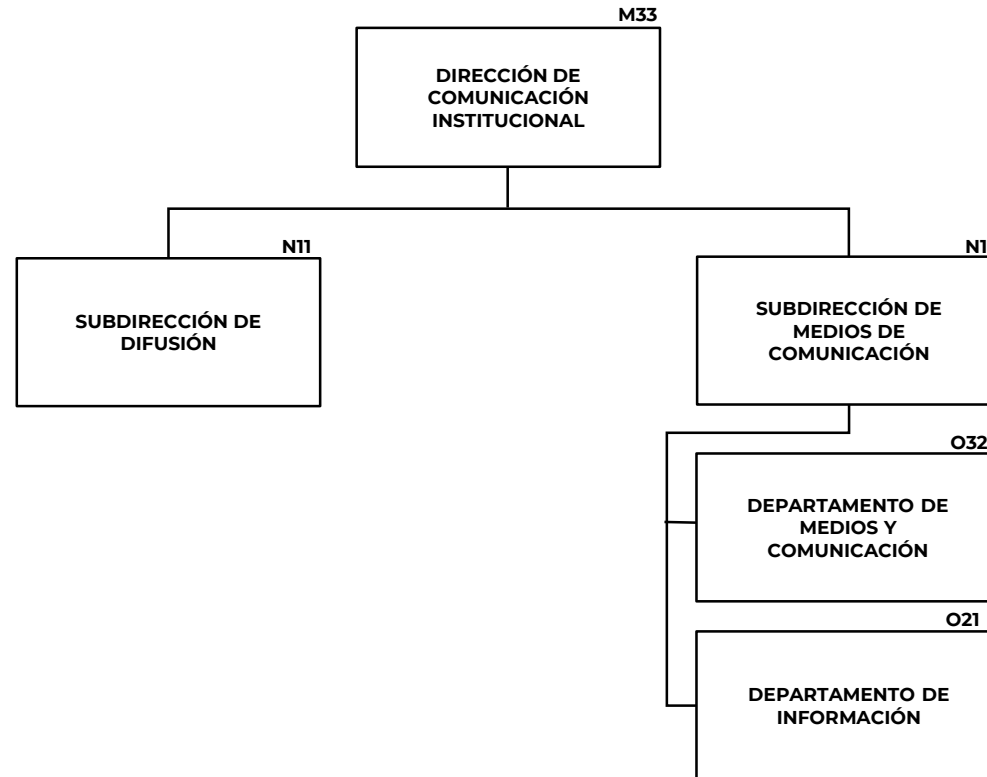 M33
DIRECCIÓN DE
COMUNICACIÓN
INSTITUCIONAL
N11
SUBDIRECCIÓN DE
DIFUSIÓN
N1
SUBDIRECCIÓN DE
MEDIOS DE
COMUNICACIÓN
O32
DEPARTAMENTO DE
MEDIOS Y
COMUNICACIÓN
O21
DEPARTAMENTO DE
INFORMACIÓN